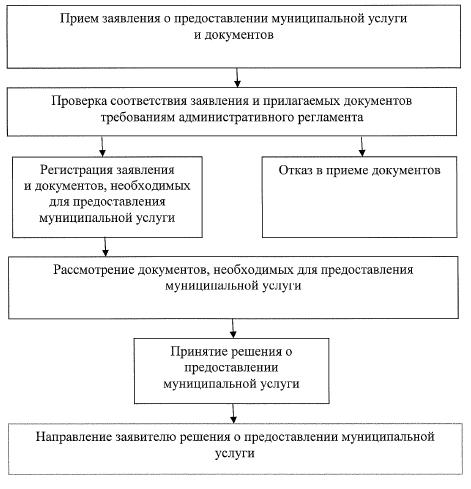 Прием заявления о предоставлении муниципальной услуги
и документов
Проверка соответствия заявления и прилагаемых документов
требованиям административного регламента
Регистрация заявления
и документов, необходимых
для предоставления
муниципальной услуги
Отказ в приеме документов
Рассмотрение документов, необходимых для предоставления
муниципальной услуги
Принятие решения о
предоставлении
муниципальной услуги
Направление заявителю решения о предоставлении муниципальной
услуги